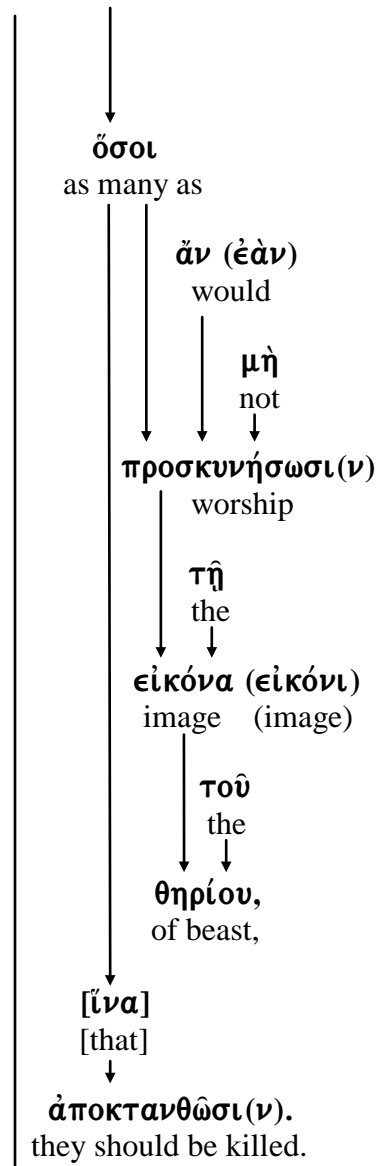 ὅσοι
as many as
ἄν (ἐὰν)
would
μὴ
not
προσκυνήσωσι(ν)
worship
τῇ
the
εἰκόνα (εἰκόνι)
image (image)
τοῦ
the
θηρίου,
of beast,
[ἵνα]
[that]
ἀποκτανθῶσι(ν).
they should be killed.